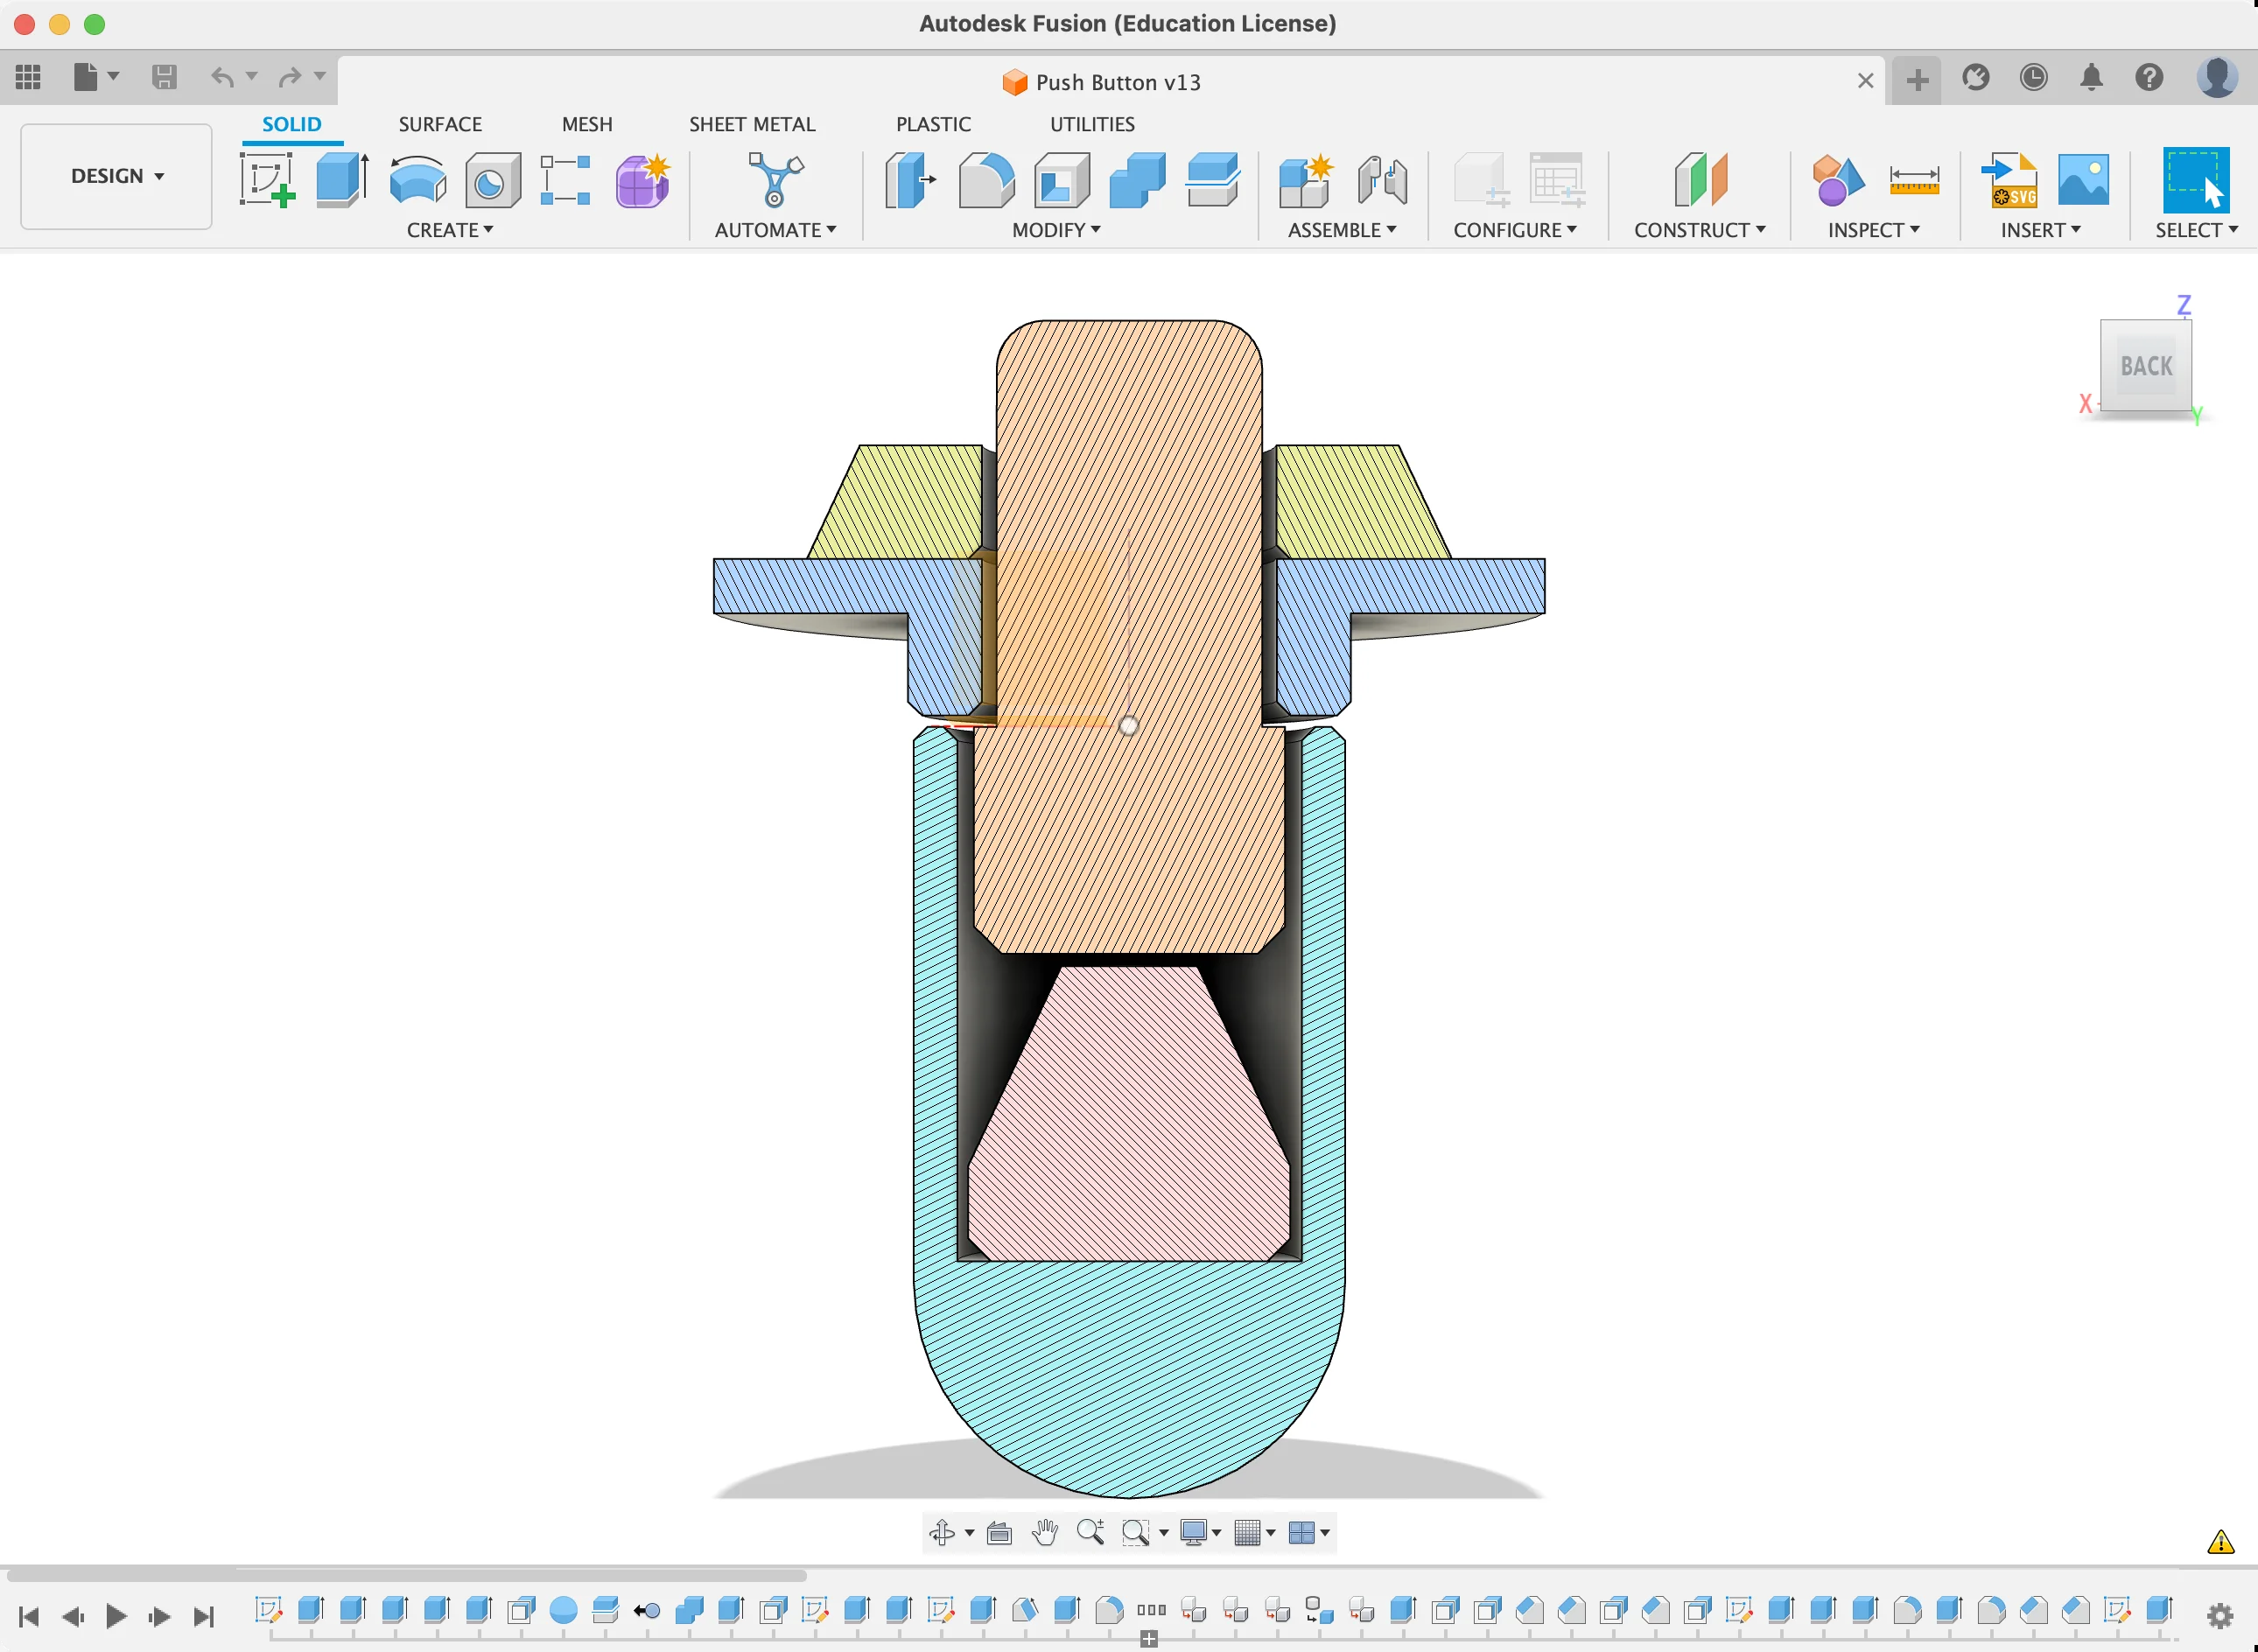 Autodesk Fusion (Education License)
Push Button v13
SOLID SURFACE MESH SHEET METAL PLASTIC UTILITIES
DESIGN
SVG
CREATE AUTOMATE MODIFY ASSEMBLE CONFIGURE CONSTRUCT INSPECT INSERT SELECT
Z
BACK
X
Y